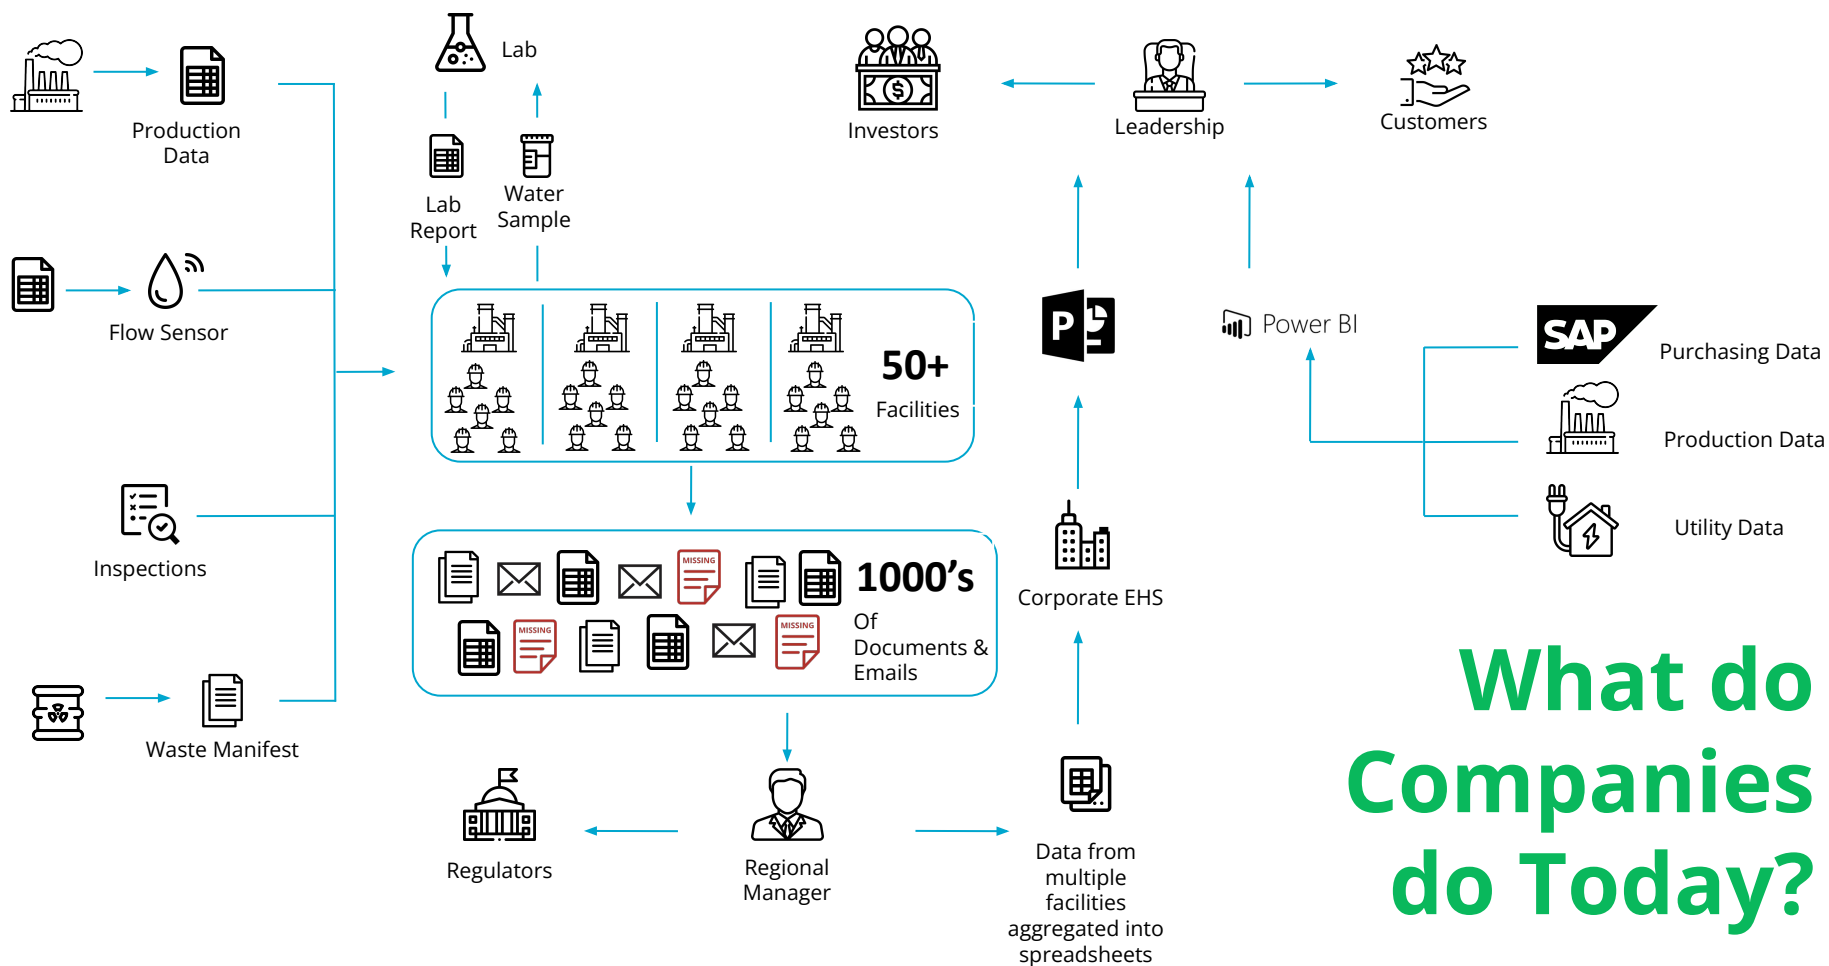 Production
Data
Lab
Lab
Report
Water
Sample
Flow Sensor
Inspections
Waste Manifest
50+
Facilities
MISSING
MISSING
MISSING
1000’s
Of
Documents &
Emails
Regulators
Regional
Manager
Data from
multiple
facilities
aggregated into
spreadsheets
Corporate EHS
P
Investors
$
Leadership
Customers
Power BI
SAP
Purchasing Data
Production Data
Utility Data
What do
Companies
do Today?